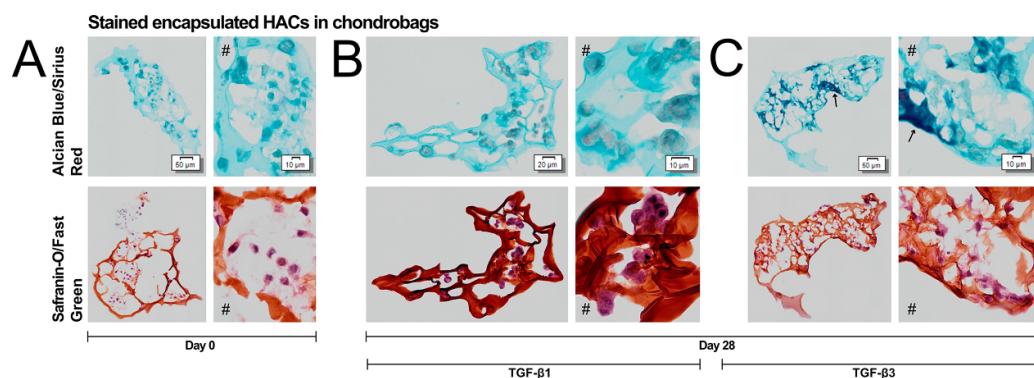 Stained encapsulated HACs in chondrobags
A
B
C
Alcian Blue/Sirius
Red
#
#
#
50 µm
10 µm
20 µm
10 µm
50 µm
10 µm
Safranin-O/Fast
Green
#
#
#
Day 0
Day 28
TGF-β1
TGF-β3